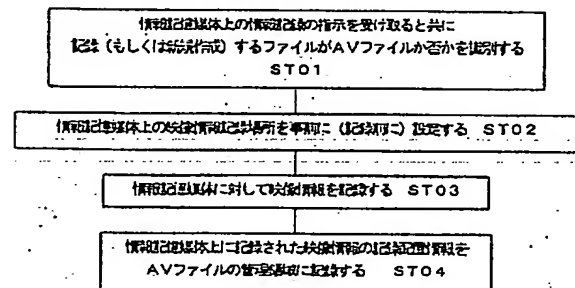 情報記憶媒体上の情報記録の指示を受け取ると共に
記録（もしくは新規作成）するファイルがAVファイルか否かを識別する
ST01
情報記憶媒体上の映像情報記録場所を事前に（記録前に）設定する ST02
情報記憶媒体に対して映像情報を記録する ST03
情報記憶媒体上に記録された映像情報の記録配置情報を
AVファイルの管理領域に記録する ST04